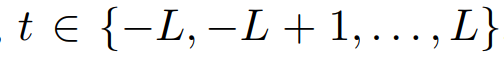 , t ∈ {−L, −L + 1, . . . , L}